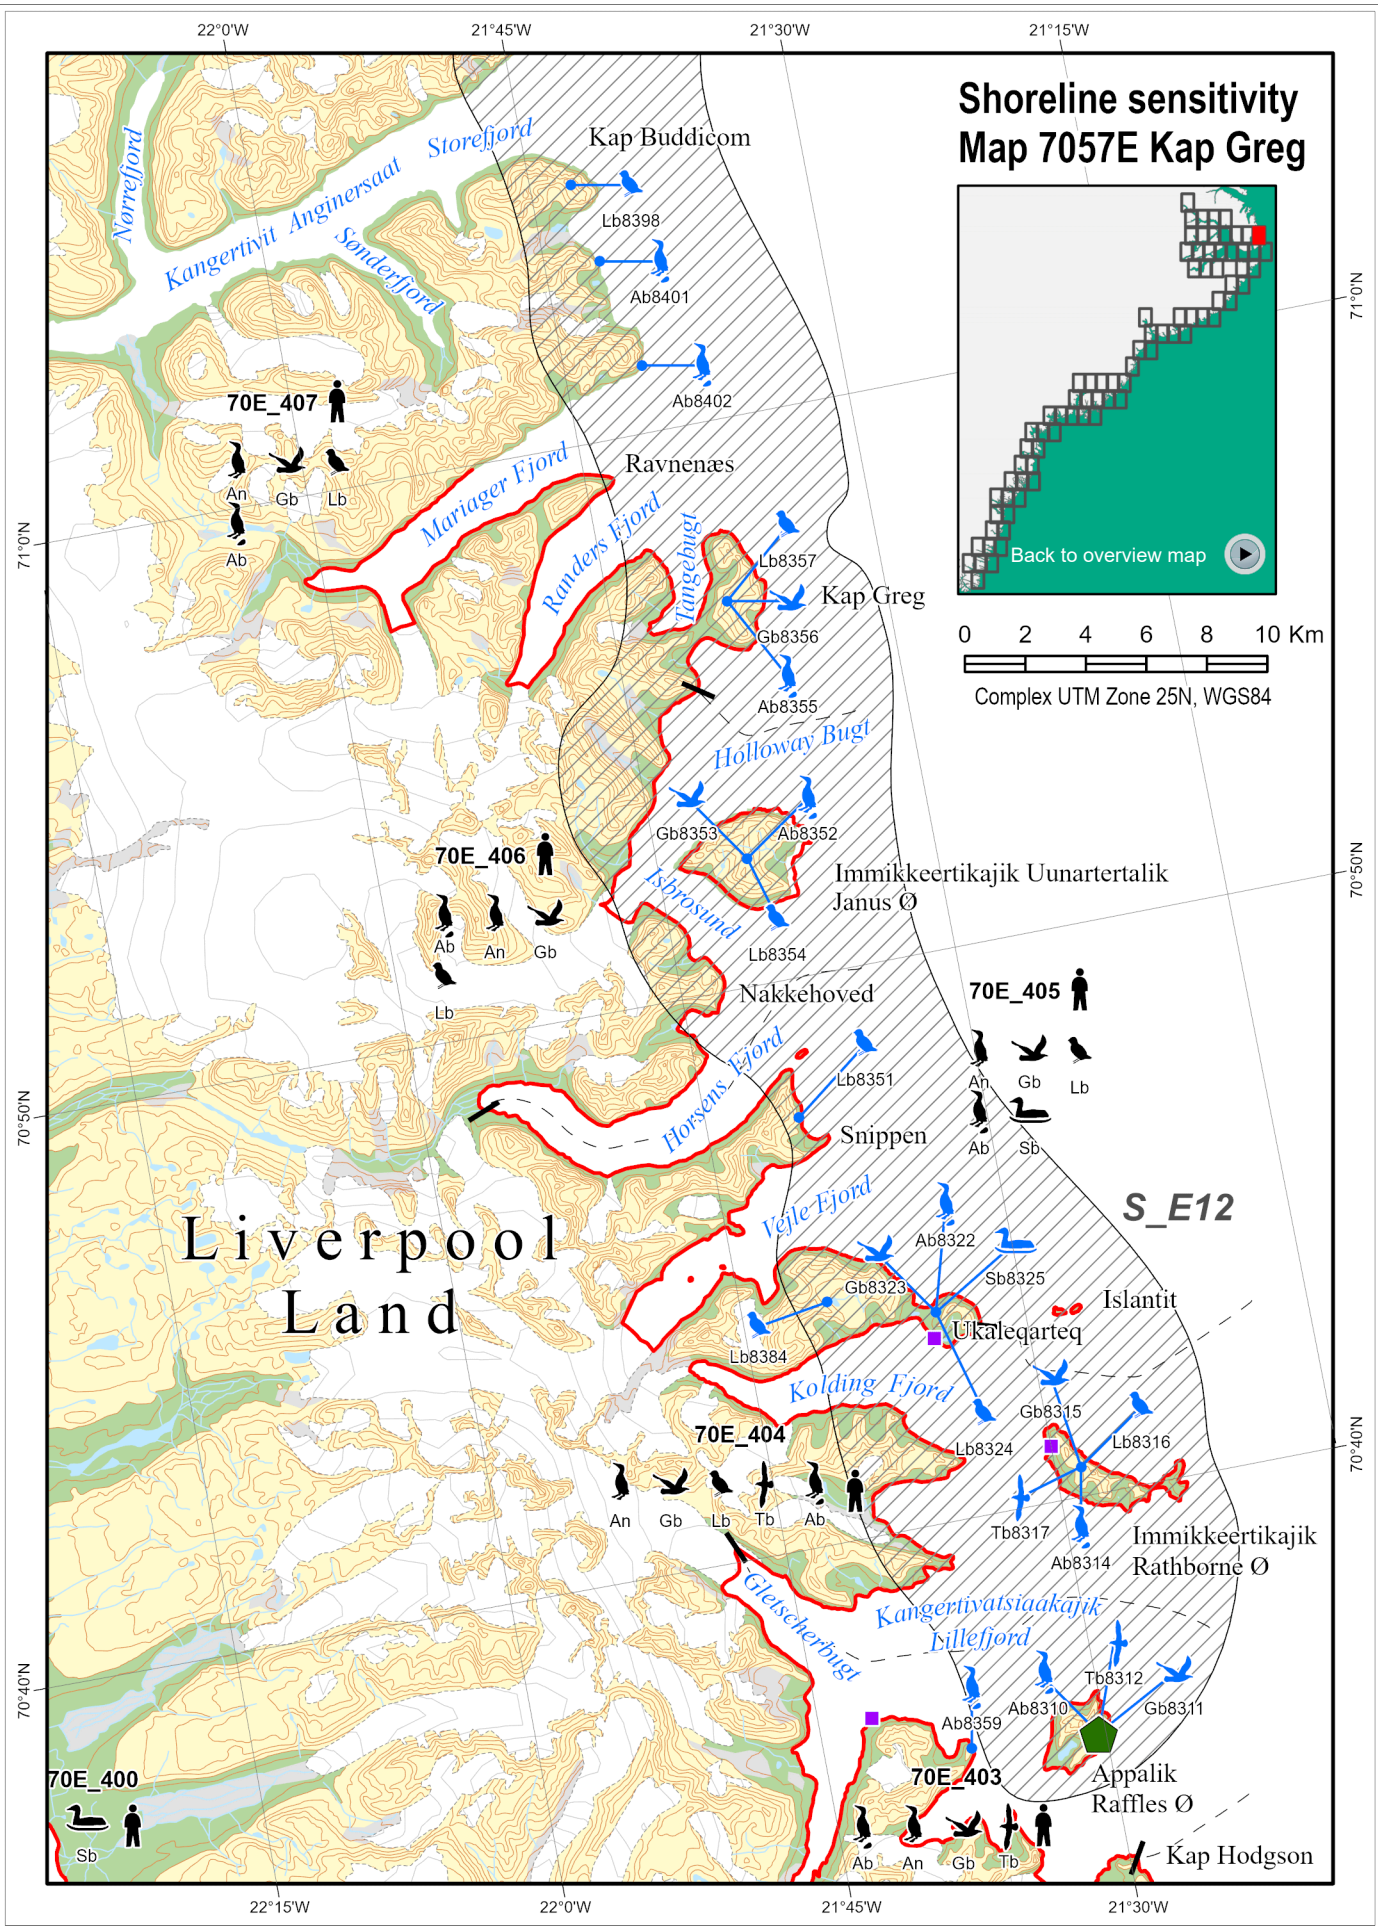 22°0'W
21°45'W
21°30'W
21°15'W
Shoreline sensitivity
Map 7057E Kap Greg
Nørrefjord
Kangertivit Anginersaat Storefjord
Sønderfjord
Kap Buddicom
Lb8398
Ab8401
Ab8402
71°0'N
70E_407
An
Gb
Lb
Ab
Mariager Fjord
Ravnenæs
Randers Fjord
Tangebugt
Lb8357
Kap Greg
Gb8356
Ab8355
Back to overview map
0 2 4 6 8 10 Km
Complex UTM Zone 25N, WGS84
71°0'N
Holloway Bugt
Gb8353
Ab8352
70E_406
Ab
An
Gb
Lb
Isbrosund
Immikkeertikajik Uunartertalik
Janus Ø
Lb8354
70°50'N
Nakkehoved
70E_405
An
Gb
Lb
Ab
Sb
Lb8351
Horsens Fjord
Snippen
70°50'N
Vejle Fjord
S_E12
Liverpool
Land
Ab8322
Gb8323
Sb8325
Islantit
Ukaleqarteq
Lb8384
Kolding Fjord
Gb8315
Lb8324
Lb8316
70°40'N
70E_404
An
Gb
Lb
Tb
Ab
Tb8317
Ab8314
Immikkeertikajik
Rathborne Ø
Gletscherbugt
Kangertivatsiaakajik
Lillefjord
Tb8312
Ab8310
Gb8311
Ab8359
70°40'N
70E_400
Sb
70E_403
Ab
An
Gb
Tb
Appalik
Raffles Ø
Kap Hodgson
22°15'W
22°0'W
21°45'W
21°30'W